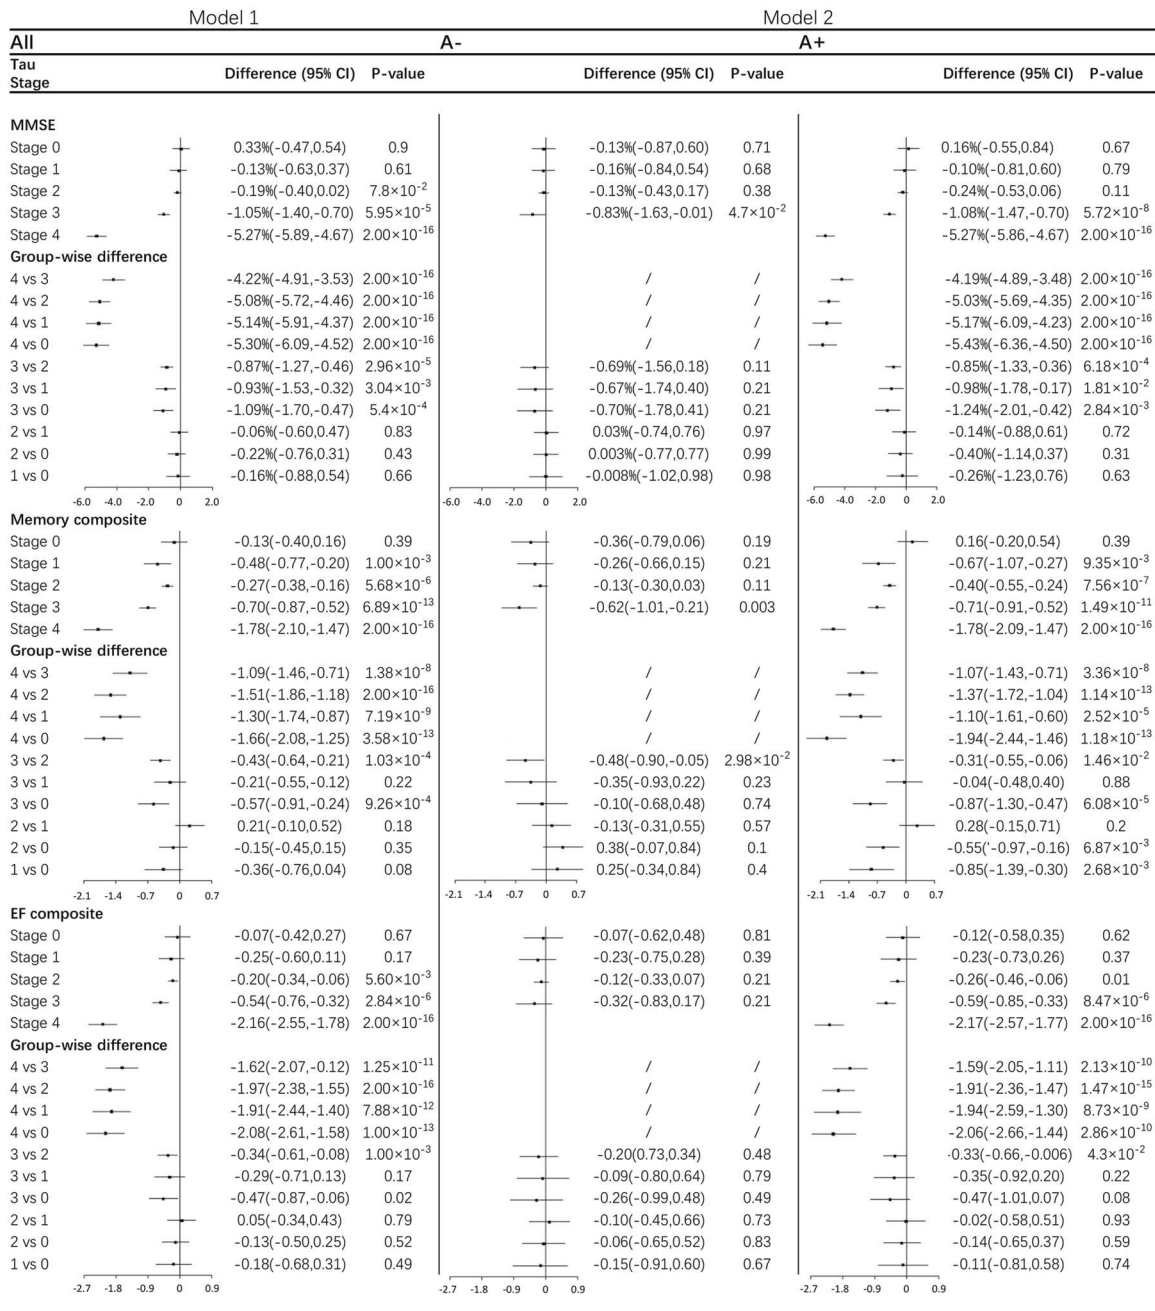 Model 1 Model 2
All A- A+
Tau
Stage Difference (95% CI) P-value Difference (95% CI) P-value Difference (95% CI) P-value
MMSE
Stage 0 0.33%(-0.47,0.54) 0.9 -0.13%(-0.87,0.60) 0.71 0.16%(-0.55,0.84) 0.67
Stage 1 -0.13%(-0.63,0.37) 0.61 -0.16%(-0.84,0.54) 0.68 -0.10%(-0.81,0.60) 0.79
Stage 2 -0.19%(-0.40,0.02) 7.8×10⁻² -0.13%(-0.43,0.17) 0.38 -0.24%(-0.53,0.06) 0.11
Stage 3 -1.05%(-1.40,-0.70) 5.95×10⁻⁵ -0.83%(-1.63,-0.01) 4.7×10⁻² -1.08%(-1.47,-0.70) 5.72×10⁻⁸
Stage 4 -5.27%(-5.89,-4.67) 2.00×10⁻¹⁶ -5.27%(-5.86,-4.67) 2.00×10⁻¹⁶
Group-wise difference
4 vs 3 -4.22%(-4.91,-3.53) 2.00×10⁻¹⁶ / / -4.19%(-4.89,-3.48) 2.00×10⁻¹⁶
4 vs 2 -5.08%(-5.72,-4.46) 2.00×10⁻¹⁶ / / -5.03%(-5.69,-4.35) 2.00×10⁻¹⁶
4 vs 1 -5.14%(-5.91,-4.37) 2.00×10⁻¹⁶ / / -5.17%(-6.09,-4.23) 2.00×10⁻¹⁶
4 vs 0 -5.30%(-6.09,-4.52) 2.00×10⁻¹⁶ / / -5.43%(-6.36,-4.50) 2.00×10⁻¹⁶
3 vs 2 -0.87%(-1.27,-0.46) 2.96×10⁻⁵ -0.69%(-1.56,0.18) 0.11 -0.85%(-1.33,-0.36) 6.18×10⁻⁴
3 vs 1 -0.93%(-1.53,-0.32) 3.04×10⁻³ -0.67%(-1.74,0.40) 0.21 -0.98%(-1.78,-0.17) 1.81×10⁻²
3 vs 0 -1.09%(-1.70,-0.47) 5.4×10⁻⁴ -0.70%(-1.78,0.41) 0.21 -1.24%(-2.01,-0.42) 2.84×10⁻³
2 vs 1 -0.06%(-0.60,0.47) 0.83 0.03%(-0.74,0.76) 0.97 -0.14%(-0.88,0.61) 0.72
2 vs 0 -0.22%(-0.76,0.31) 0.43 0.003%(-0.77,0.77) 0.99 -0.40%(-1.14,0.37) 0.31
1 vs 0 -0.16%(-0.88,0.54) 0.66 -0.008%(-1.02,0.98) 0.98 -0.26%(-1.23,0.76) 0.63
-6.0 -4.0 -2.0 0 2.0 -6.0 -4.0 -2.0 0 2.0 -6.0 -4.0 -2.0 0 2.0
Memory composite
Stage 0 -0.13(-0.40,0.16) 0.39 -0.36(-0.79,0.06) 0.19 0.16(-0.20,0.54) 0.39
Stage 1 -0.48(-0.77,-0.20) 1.00×10⁻³ -0.26(-0.66,0.15) 0.21 -0.67(-1.07,-0.27) 9.35×10⁻³
Stage 2 -0.27(-0.38,-0.16) 5.68×10⁻⁶ -0.13(-0.30,0.03) 0.11 -0.40(-0.55,-0.24) 7.56×10⁻⁷
Stage 3 -0.70(-0.87,-0.52) 6.89×10⁻¹³ -0.62(-1.01,-0.21) 0.003 -0.71(-0.91,-0.52) 1.49×10⁻¹¹
Stage 4 -1.78(-2.10,-1.47) 2.00×10⁻¹⁶ -1.78(-2.09,-1.47) 2.00×10⁻¹⁶
Group-wise difference
4 vs 3 -1.09(-1.46,-0.71) 1.38×10⁻⁸ / / -1.07(-1.43,-0.71) 3.36×10⁻⁸
4 vs 2 -1.51(-1.86,-1.18) 2.00×10⁻¹⁶ / / -1.37(-1.72,-1.04) 1.14×10⁻¹³
4 vs 1 -1.30(-1.74,-0.87) 7.19×10⁻⁹ / / -1.10(-1.61,-0.60) 2.52×10⁻⁵
4 vs 0 -1.66(-2.08,-1.25) 3.58×10⁻¹³ / / -1.94(-2.44,-1.46) 1.18×10⁻¹³
3 vs 2 -0.43(-0.64,-0.21) 1.03×10⁻⁴ -0.48(-0.90,-0.05) 2.98×10⁻² -0.31(-0.55,-0.06) 1.46×10⁻²
3 vs 1 -0.21(-0.55,-0.12) 0.22 -0.35(-0.93,0.22) 0.23 -0.04(-0.48,0.40) 0.88
3 vs 0 -0.57(-0.91,-0.24) 9.26×10⁻⁴ -0.10(-0.68,0.48) 0.74 -0.87(-1.30,-0.47) 6.08×10⁻⁵
2 vs 1 0.21(-0.10,0.52) 0.18 -0.13(-0.31,0.55) 0.57 0.28(-0.15,0.71) 0.2
2 vs 0 -0.15(-0.45,0.15) 0.35 0.38(-0.07,0.84) 0.1 -0.55('-0.97,-0.16) 6.87×10⁻³
1 vs 0 -0.36(-0.76,0.04) 0.08 0.25(-0.34,0.84) 0.4 -0.85(-1.39,-0.30) 2.68×10⁻³
-2.1 -1.4 -0.7 0 0.7 -2.1 -1.4 -0.7 0 0.7 -2.1 -1.4 -0.7 0 0.7
EF composite
Stage 0 -0.07(-0.42,0.27) 0.67 -0.07(-0.62,0.48) 0.81 -0.12(-0.58,0.35) 0.62
Stage 1 -0.25(-0.60,0.11) 0.17 -0.23(-0.75,0.28) 0.39 -0.23(-0.73,0.26) 0.37
Stage 2 -0.20(-0.34,-0.06) 5.60×10⁻³ -0.12(-0.33,0.07) 0.21 -0.26(-0.46,-0.06) 0.01
Stage 3 -0.54(-0.76,-0.32) 2.84×10⁻⁶ -0.32(-0.83,0.17) 0.21 -0.59(-0.85,-0.33) 8.47×10⁻⁶
Stage 4 -2.16(-2.55,-1.78) 2.00×10⁻¹⁶ -2.17(-2.57,-1.77) 2.00×10⁻¹⁶
Group-wise difference
4 vs 3 -1.62(-2.07,-0.12) 1.25×10⁻¹¹ / / -1.59(-2.05,-1.11) 2.13×10⁻¹⁰
4 vs 2 -1.97(-2.38,-1.55) 2.00×10⁻¹⁶ / / -1.91(-2.36,-1.47) 1.47×10⁻¹⁵
4 vs 1 -1.91(-2.44,-1.40) 7.88×10⁻¹² / / -1.94(-2.59,-1.30) 8.73×10⁻⁹
4 vs 0 -2.08(-2.61,-1.58) 1.00×10⁻¹³ / / -2.06(-2.66,-1.44) 2.86×10⁻¹⁰
3 vs 2 -0.34(-0.61,-0.08) 1.00×10⁻³ -0.20(0.73,0.34) 0.48 -0.33(-0.66,-0.006) 4.3×10⁻²
3 vs 1 -0.29(-0.71,0.13) 0.17 -0.09(-0.80,0.64) 0.79 -0.35(-0.92,0.20) 0.22
3 vs 0 -0.47(-0.87,-0.06) 0.02 -0.26(-0.99,0.48) 0.49 -0.47(-1.01,0.07) 0.08
2 vs 1 0.05(-0.34,0.43) 0.79 -0.10(-0.45,0.66) 0.73 -0.02(-0.58,0.51) 0.93
2 vs 0 -0.13(-0.50,0.25) 0.52 -0.06(-0.65,0.52) 0.83 -0.14(-0.65,0.37) 0.59
1 vs 0 -0.18(-0.68,0.31) 0.49 -0.15(-0.91,0.60) 0.67 -0.11(-0.81,0.58) 0.74
-2.7 -1.8 -0.9 0 0.9 -2.7 -1.8 -0.9 0 0.9 -2.7 -1.8 -0.9 0 0.9